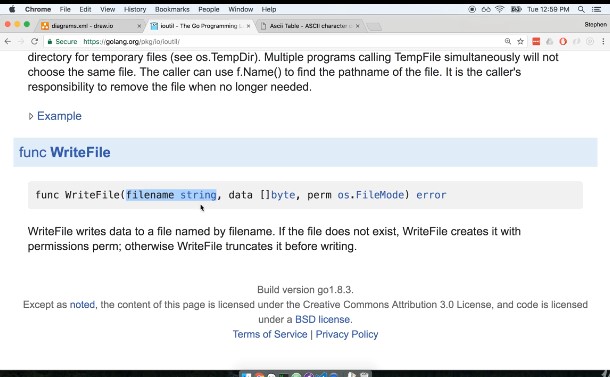 Chrome File Edit View History Bookmarks People Window Help Tue 12:59 PM
diagrams.xml - draw.io ioutil - The Go Programming L Ascii Table - ASCII character Stephen
Secure https://golang.org/pkg/io/ioutil/
directory for temporary files (see os.TempDir). Multiple programs calling TempFile simultaneously will not
choose the same file. The caller can use f.Name() to find the pathname of the file. It is the caller's
responsibility to remove the file when no longer needed.
Example
func WriteFile
func WriteFile(filename string, data []byte, perm os.FileMode) error
WriteFile writes data to a file named by filename. If the file does not exist, WriteFile creates it with
permissions perm; otherwise WriteFile truncates it before writing.
Build version go1.8.3.
Except as noted, the content of this page is licensed under the Creative Commons Attribution 3.0 License, and code is licensed
under a BSD license.
Terms of Service | Privacy Policy